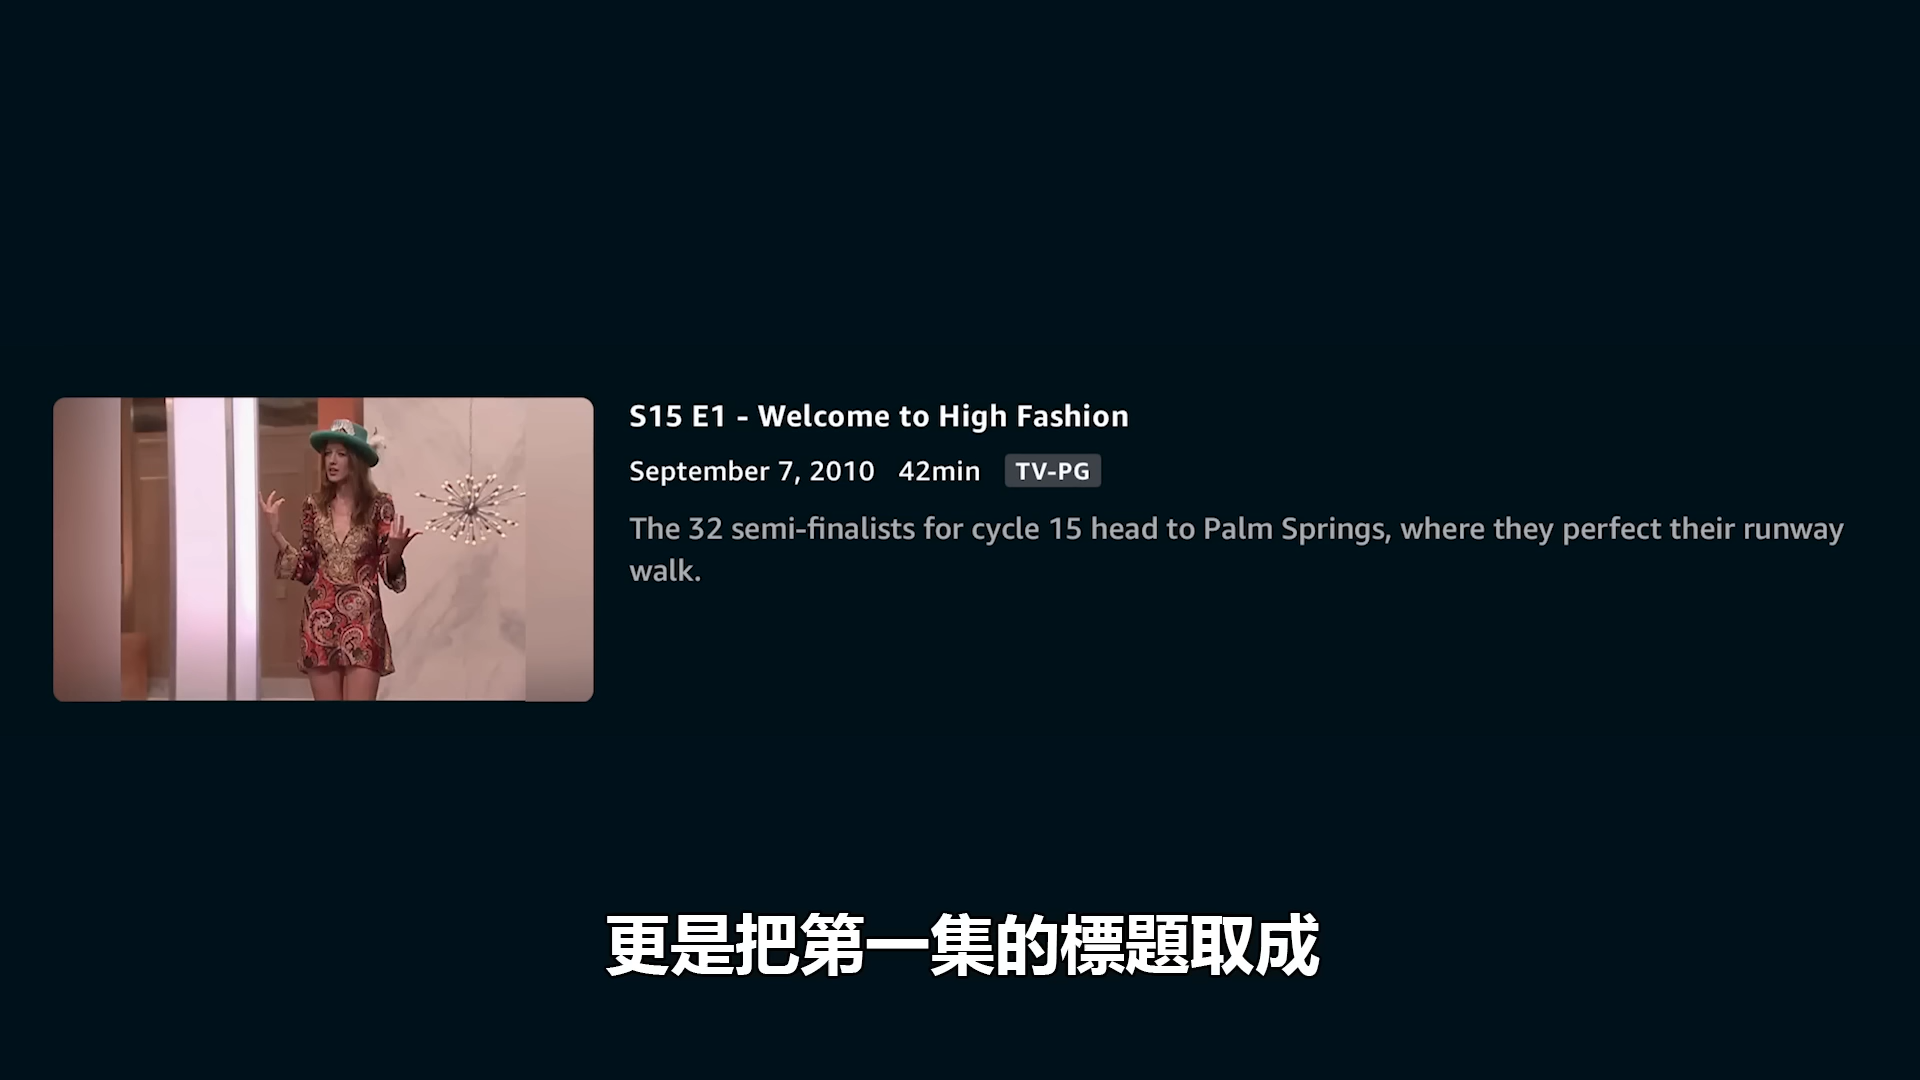 S15 E1 - Welcome to High Fashion
September 7, 2010 42min TV-PG
The 32 semi-finalists for cycle 15 head to Palm Springs, where they perfect their runway
walk.
更是把第一集的標題取成